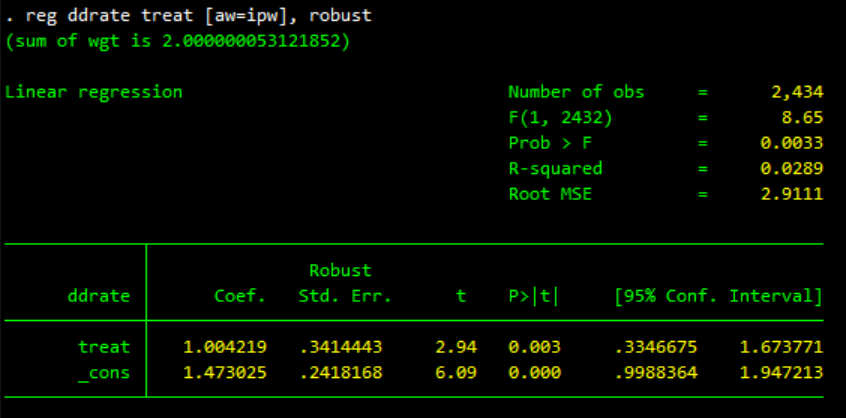 . reg ddrate treat [aw=ipw], robust
(sum of wgt is 2.000000053121852)
Linear regression Number of obs = 2,434
F(1, 2432) = 8.65
Prob > F = 0.0033
R-squared = 0.0289
Root MSE = 2.9111
Robust
ddrate Coef. Std. Err. t P>|t| [95% Conf. Interval]
treat 1.004219 .3414443 2.94 0.003 .3346675 1.673771
_cons 1.473025 .2418168 6.09 0.000 .9988364 1.947213